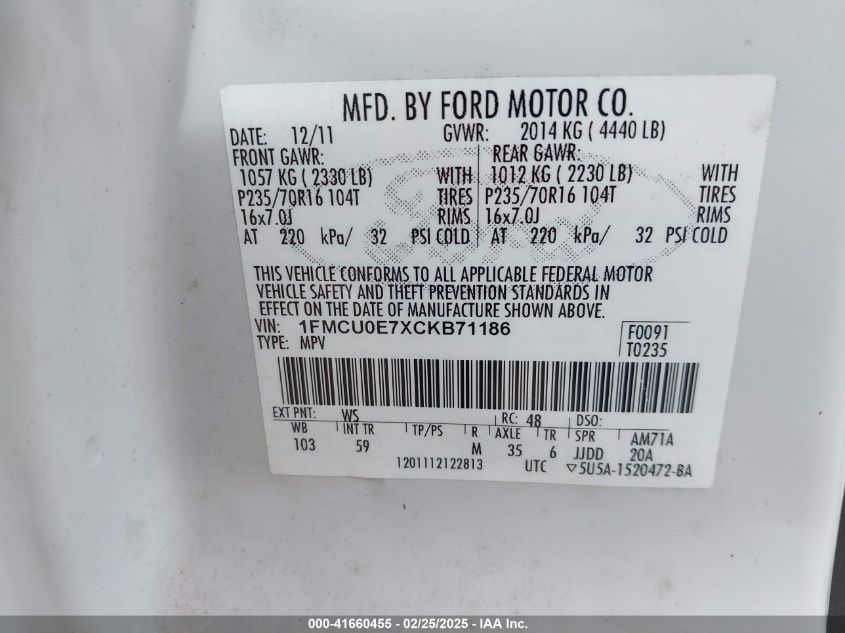 MFD. BY FORD MOTOR CO.
DATE: 12/11 GVWR: 2014 KG ( 4440 LB)
FRONT GAWR: REAR GAWR:
1057 KG ( 2330 LB) WITH 1012 KG ( 2230 LB) WITH
P235/70R16 104T TIRES P235/70R16 104T TIRES
16x7.0J RIMS 16x7.0J RIMS
AT 220 kPa/ 32 PSI COLD AT 220 kPa/ 32 PSI COLD
THIS VEHICLE CONFORMS TO ALL APPLICABLE FEDERAL MOTOR
VEHICLE SAFETY AND THEFT PREVENTION STANDARDS IN
EFFECT ON THE DATE OF MANUFACTURE SHOWN ABOVE.
VIN: 1FMCU0E7XCKB71186 F0091
TYPE: MPV T0235
EXT PNT: WS RC: 48 DSO:
WB INT TR TP/PS R AXLE TR SPR AM71A
103 59 M 35 6 JJDD 20A
1201112122813 UTC ▽5U5A-1520472-BA
000-41660455 - 02/25/2025 - IAA Inc.